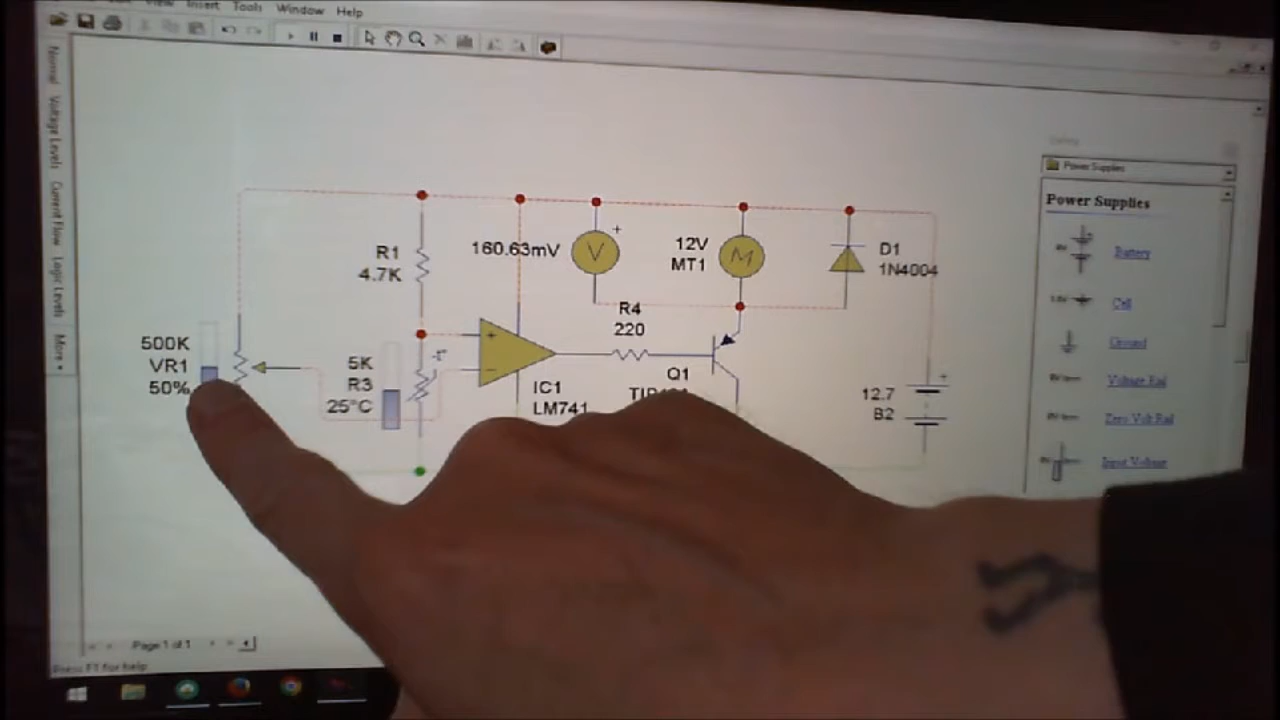 View Insert Tools Window Help
Normal
Voltage Levels
Current Flow
Logic Levels
More
Power Supplies
Power Supplies
Battery
Cell
Ground
Voltage Rail
Zero Volt Rail
Input Voltage
R1
4.7K
160.63mV
V
+
12V
MT1
M
D1
1N4004
R4
220
500K
VR1
50%
5K
R3
25°C
-t°
+
-
IC1
LM741
Q1
12.7
B2
+
Page 1 of 1
Press F1 for help